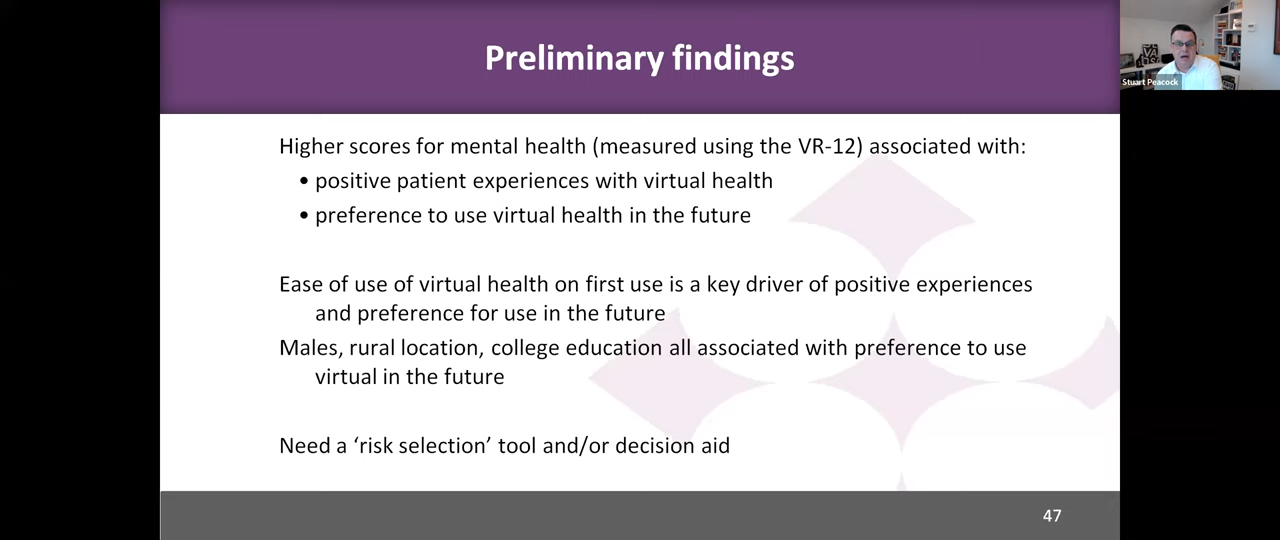 Preliminary findings
Stuart Peacock
Higher scores for mental health (measured using the VR-12) associated with:
• positive patient experiences with virtual health
• preference to use virtual health in the future
Ease of use of virtual health on first use is a key driver of positive experiences
and preference for use in the future
Males, rural location, college education all associated with preference to use
virtual in the future
Need a ‘risk selection’ tool and/or decision aid
47